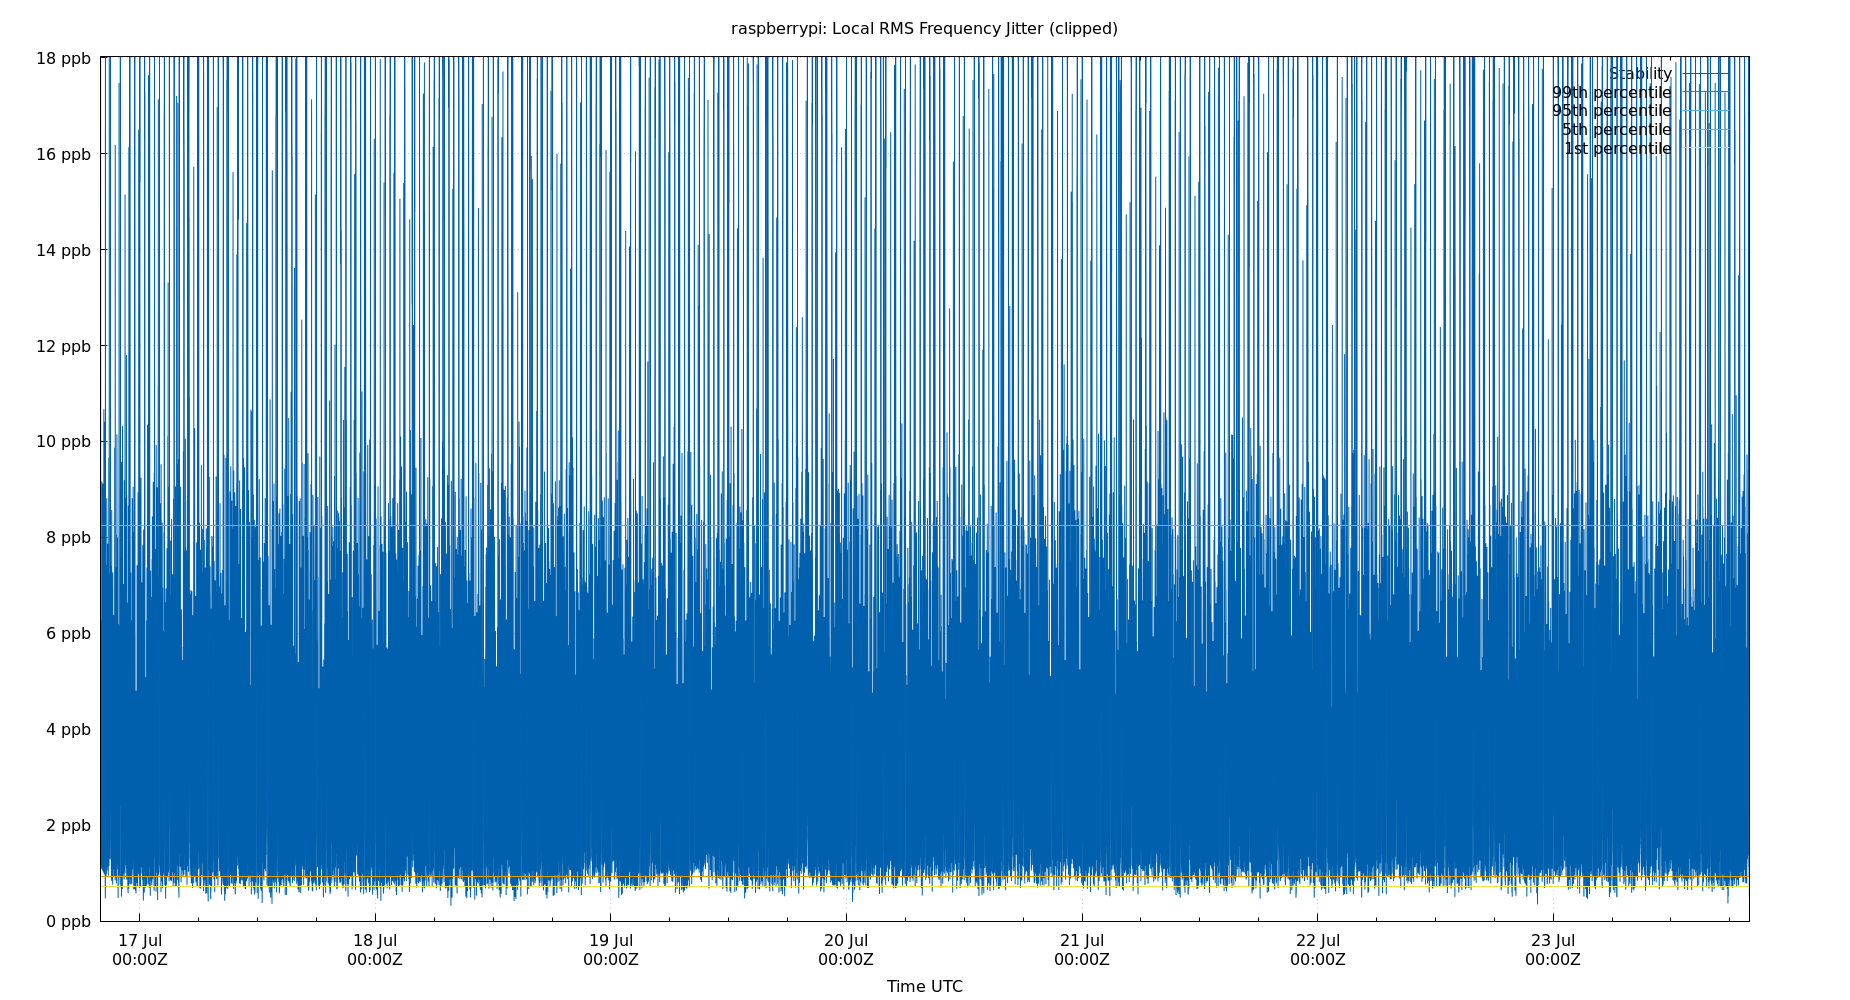 raspberrypi: Local RMS Frequency Jitter (clipped)
18 ppb
16 ppb
14 ppb
12 ppb
10 ppb
8 ppb
6 ppb
4 ppb
2 ppb
0 ppb
Stability
99th percentile
95th percentile
5th percentile
1st percentile
17 Jul
00:00Z
18 Jul
00:00Z
19 Jul
00:00Z
20 Jul
00:00Z
21 Jul
00:00Z
22 Jul
00:00Z
23 Jul
00:00Z
Time UTC